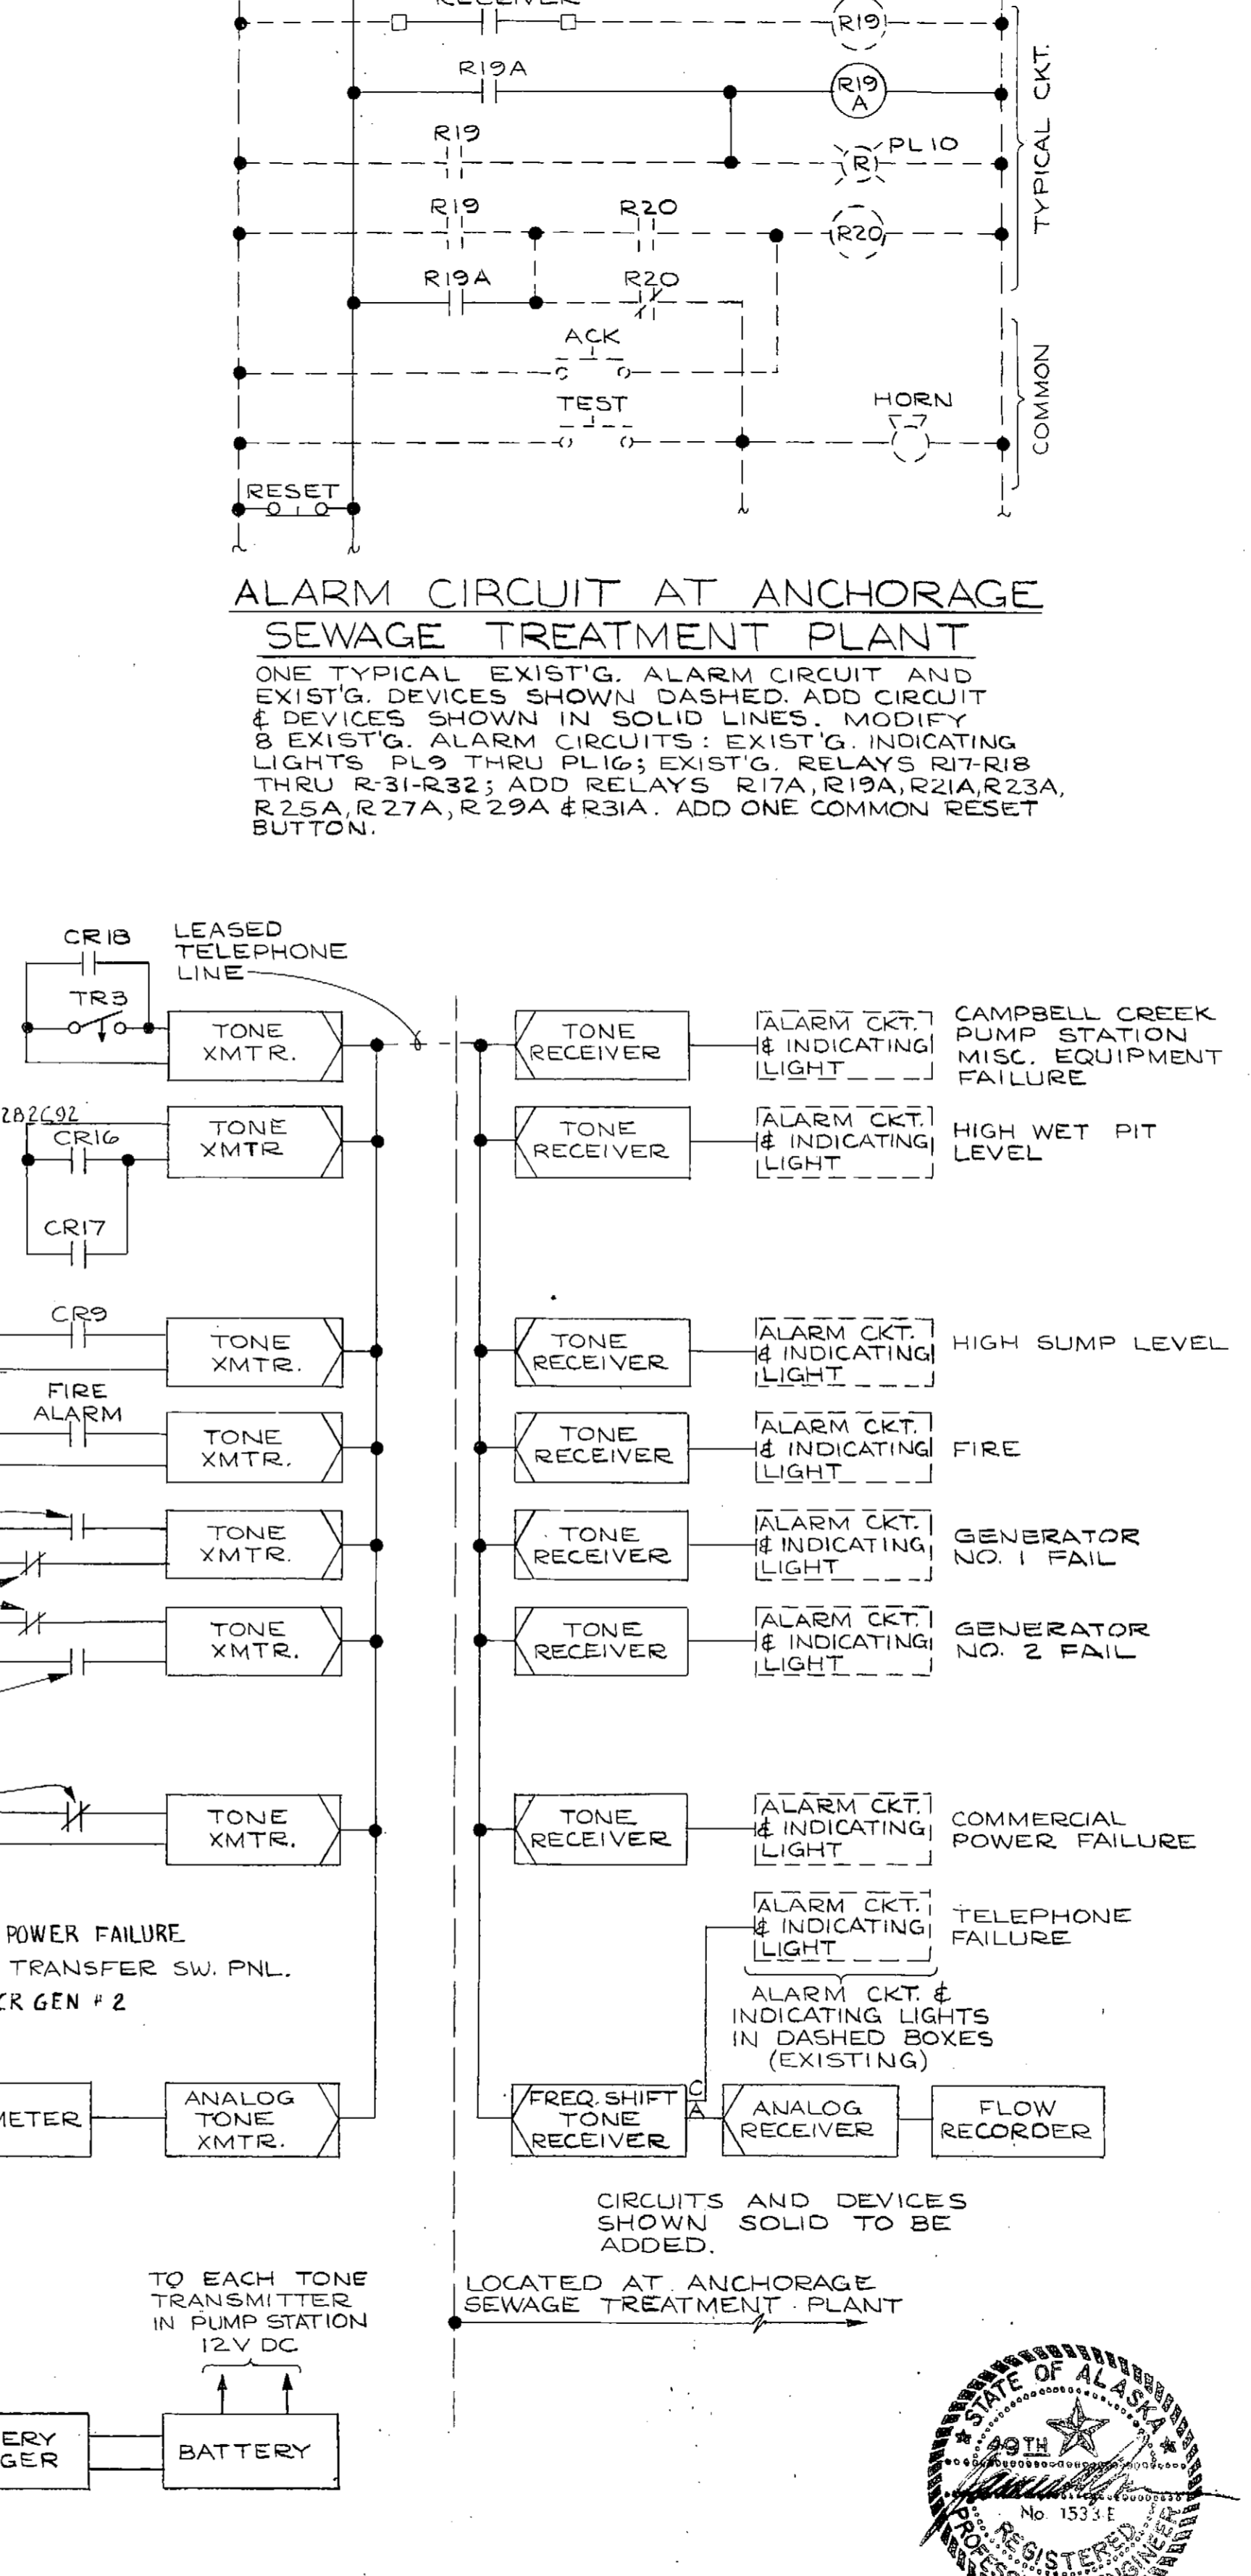 RECEIVER
R19
R19A
R19
A
R19
R
PL10
TYPICAL CKT.
R19
R20
R20
R19A
R20
ACK
TEST
HORN
COMMON
RESET
ALARM CIRCUIT AT ANCHORAGE
SEWAGE TREATMENT PLANT
ONE TYPICAL EXIST'G. ALARM CIRCUIT AND
EXIST'G. DEVICES SHOWN DASHED. ADD CIRCUIT
& DEVICES SHOWN IN SOLID LINES. MODIFY
8 EXIST'G. ALARM CIRCUITS: EXIST'G. INDICATING
LIGHTS PL9 THRU PL16; EXIST'G. RELAYS R17-R18
THRU R-31-R32; ADD RELAYS R17A, R19A, R21A, R23A,
R25A, R27A, R29A & R31A. ADD ONE COMMON RESET
BUTTON.
CR18
TR3
LEASED
TELEPHONE
LINE
TONE
XMTR.
TONE
RECEIVER
ALARM CKT.
& INDICATING
LIGHT
CAMPBELL CREEK
PUMP STATION
MISC. EQUIPMENT
FAILURE
2B2C92
CR16
CR17
TONE
XMTR
TONE
RECEIVER
ALARM CKT.
& INDICATING
LIGHT
HIGH WET PIT
LEVEL
CR9
TONE
XMTR.
TONE
RECEIVER
ALARM CKT.
& INDICATING
LIGHT
HIGH SUMP LEVEL
FIRE
ALARM
TONE
XMTR.
TONE
RECEIVER
ALARM CKT.
& INDICATING
LIGHT
FIRE
TONE
XMTR.
TONE
RECEIVER
ALARM CKT.
& INDICATING
LIGHT
GENERATOR
NO. 1 FAIL
TONE
XMTR.
TONE
RECEIVER
ALARM CKT.
& INDICATING
LIGHT
GENERATOR
NO. 2 FAIL
TONE
XMTR.
TONE
RECEIVER
ALARM CKT.
& INDICATING
LIGHT
COMMERCIAL
POWER FAILURE
ALARM CKT.
& INDICATING
LIGHT
TELEPHONE
FAILURE
POWER FAILURE
TRANSFER SW. PNL.
CR GEN # 2
ALARM CKT. &
INDICATING LIGHTS
IN DASHED BOXES
(EXISTING)
METER
ANALOG
TONE
XMTR.
FREQ. SHIFT
TONE
RECEIVER
C
A
ANALOG
RECEIVER
FLOW
RECORDER
CIRCUITS AND DEVICES
SHOWN SOLID TO BE
ADDED.
TO EACH TONE
TRANSMITTER
IN PUMP STATION
12V DC
LOCATED AT ANCHORAGE
SEWAGE TREATMENT PLANT
ERY
GER
BATTERY
STATE OF ALASKA
49TH
No. 1533-E
REGISTERED